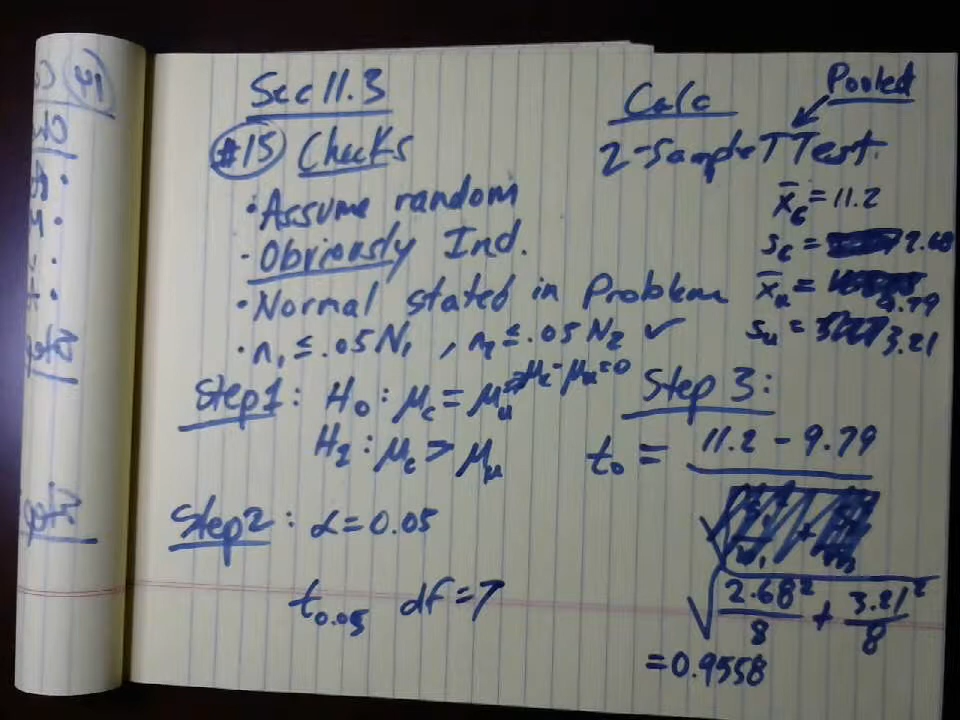 Sec 11.3
#15 Checks
• Assume random
• Obviously Ind.
• Normal stated in Problem
• n₁ ≤ .05N₁ , n₂ ≤ .05N₂ ✓
Step 1 : H₀ : μc = μu ⇒ μc - μu = 0
H₁ : μc > μu
Step 2 : α = 0.05
t₀.₀₅ df = 7
Calc
Pooled
2-Sample T Test
x̄c = 11.2
sc = 2.68
x̄u = 9.79
su = 3.21
Step 3 :
t₀ = 11.2 - 9.79
√ 2.68²/8 + 3.21²/8
= 0.9558